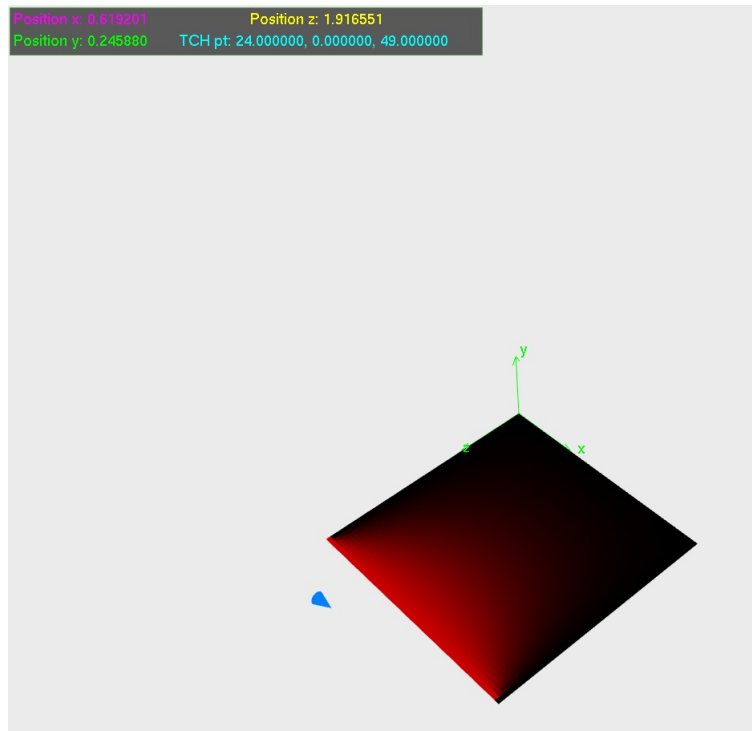 Position x: 0.619201 Position z: 1.916551
Position y: 0.245880 TCH pt: 24.000000, 0.000000, 49.000000
y
z x